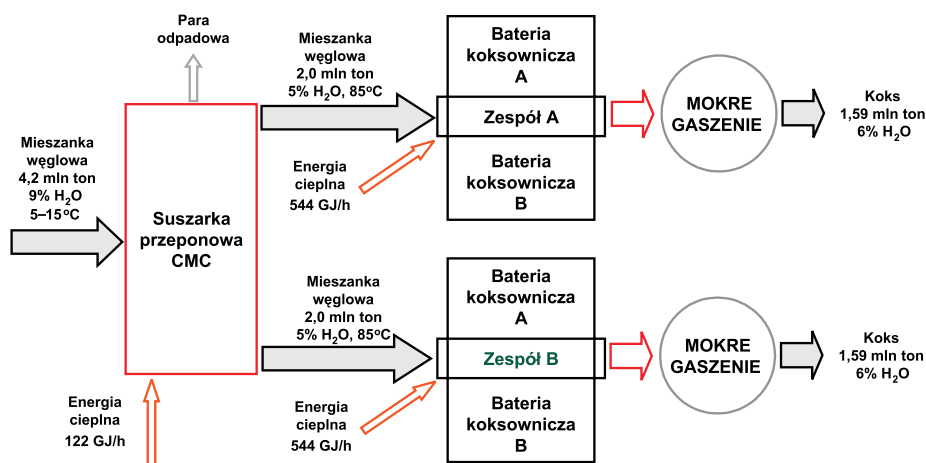 Para
odpadowa
Mieszanka
węglowa
4,2 mln ton
9% H₂O
5–15°C
Suszarka
przeponowa
CMC
Energia
cieplna
122 GJ/h
Mieszanka
węglowa
2,0 mln ton
5% H₂O, 85°C
Energia
cieplna
544 GJ/h
Bateria
koksownicza
A
Zespół A
Bateria
koksownicza
B
MOKRE
GASZENIE
Koks
1,59 mln ton
6% H₂O
Mieszanka
węglowa
2,0 mln ton
5% H₂O, 85°C
Energia
cieplna
544 GJ/h
Bateria
koksownicza
A
Zespół B
Bateria
koksownicza
B
MOKRE
GASZENIE
Koks
1,59 mln ton
6% H₂O